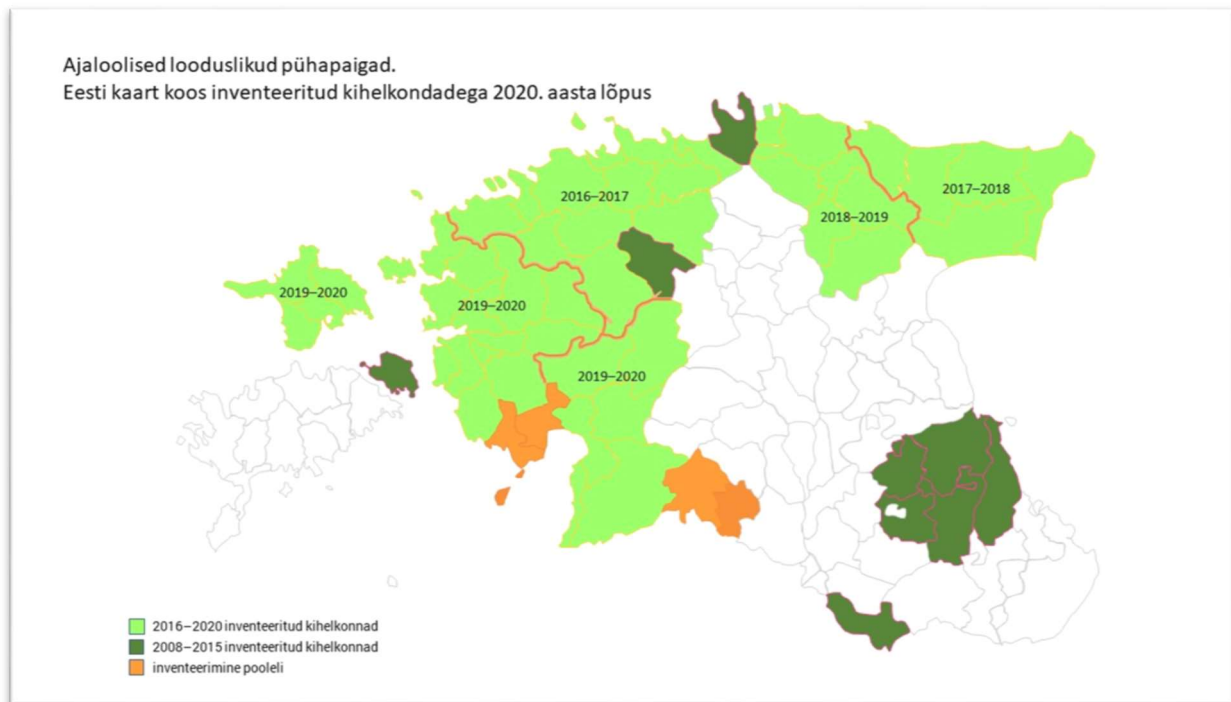 Ajaloolised looduslikud pühapaigad.
Eesti kaart koos inventeeritud kihelkondadega 2020. aasta lõpus
2016–2017
2017–2018
2018–2019
2019–2020
2019–2020
2019–2020
2016–2020 inventeeritud kihelkonnad
2008–2015 inventeeritud kihelkonnad
inventeerimine pooleli